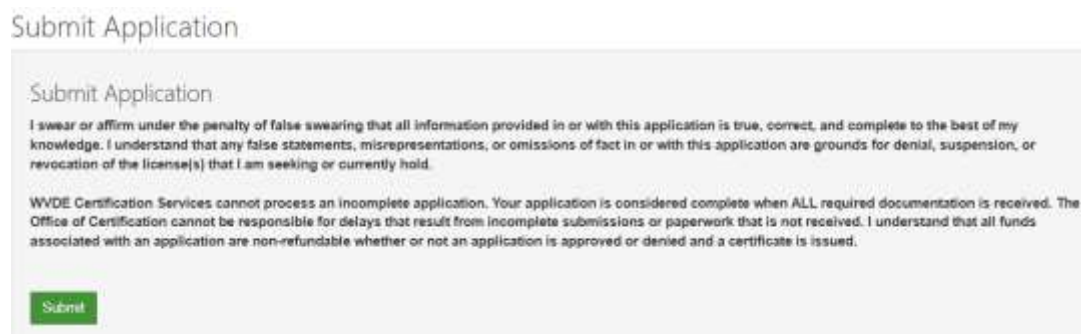 Submit Application
Submit Application
I swear or affirm under the penalty of false swearing that all information provided in or with this application is true, correct, and complete to the best of my
knowledge. I understand that any false statements, misrepresentations, or omissions of fact in or with this application are grounds for denial, suspension, or
revocation of the license(s) that I am seeking or currently hold.
WVDE Certification Services cannot process an incomplete application. Your application is considered complete when ALL required documentation is received. The
Office of Certification cannot be responsible for delays that result from incomplete submissions or paperwork that is not received. I understand that all funds
associated with an application are non-refundable whether or not an application is approved or denied and a certificate is issued.
Submit